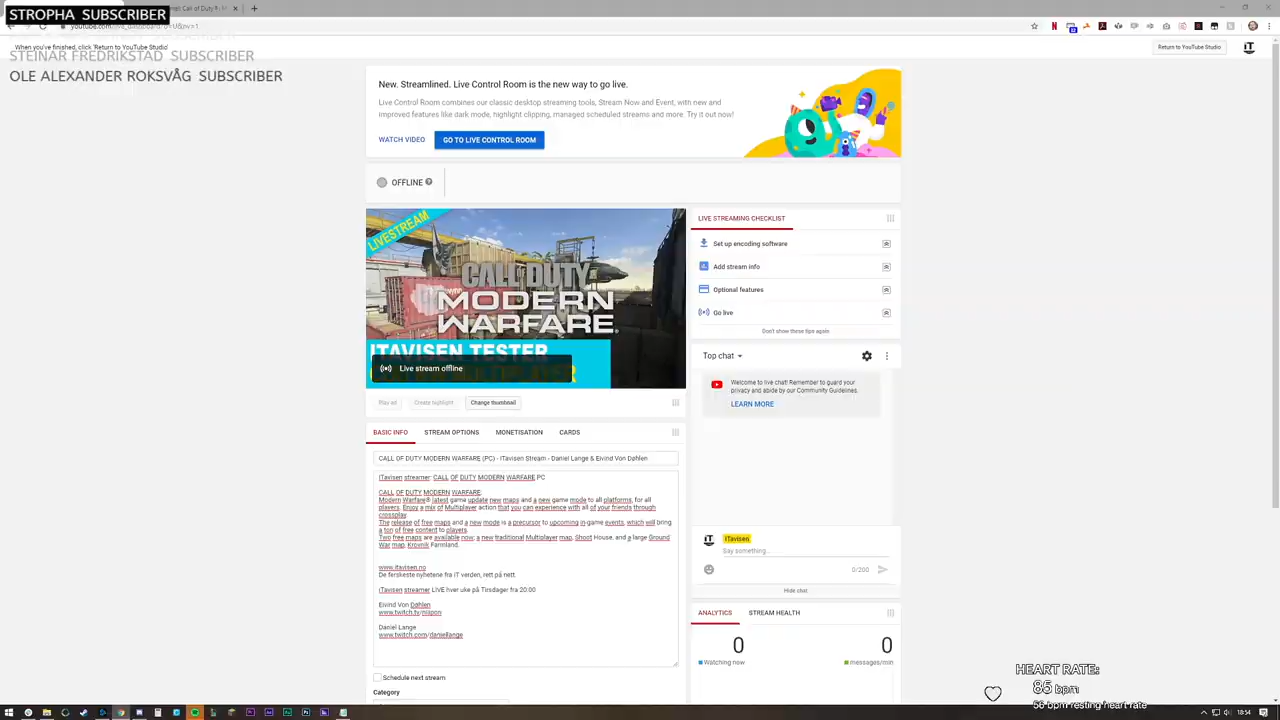 STROPHA SUBSCRIBER
STEINAR FREDRIKSTAD SUBSCRIBER
OLE ALEXANDER ROKSVÅG SUBSCRIBER
When you've finished, click 'Return to YouTube Studio'
Return to YouTube Studio
iT
New. Streamlined. Live Control Room is the new way to go live.
Live Control Room combines our classic desktop streaming tools, Stream Now and Event, with new and
improved features like dark mode, highlight clipping, managed scheduled streams and more. Try it out now!
WATCH VIDEO
GO TO LIVE CONTROL ROOM
OFFLINE
LIVESTREAM
CALL OF DUTY
MODERN
WARFARE
ITAVISEN TESTER
Live stream offline
Play ad
Create highlight
Change thumbnail
BASIC INFO
STREAM OPTIONS
MONETISATION
CARDS
CALL OF DUTY MODERN WARFARE (PC) - ITavisen Stream - Daniel Lange & Eivind Von Døhlen
ITavisen streamer: CALL OF DUTY MODERN WARFARE PC
CALL OF DUTY MODERN WARFARE:
Modern Warfare® latest game update new maps and a new game mode to all platforms, for all
players. Enjoy a mix of Multiplayer action that you can experience with all of your friends through
crossplay.
The release of free maps and a new mode is a precursor to upcoming in game events, which will bring
a ton of free content to players.
Two free maps are available now; a new traditional Multiplayer map, Shoot House, and a large Ground
War map, Krovnik Farmland.
www.itavisen.no
De ferskeste nyhetene fra IT verden, rett på nett.
ITavisen streamer LIVE hver uke på Tirsdager fra 20:00
Eivind Von Døhlen
Daniel Lange
www.twitch.com/daniellange
Schedule next stream
Category
LIVE STREAMING CHECKLIST
Set up encoding software
Add stream info
Optional features
Go live
Don't show these tips again
Top chat
Welcome to live chat! Remember to guard your
privacy and abide by our Community Guidelines.
LEARN MORE
iT
ITavisen
Say something...
0/200
Hide chat
ANALYTICS
STREAM HEALTH
0
Watching now
0
messages/min
HEART RATE:
85 bpm
56 bpm resting heart rate
18:54